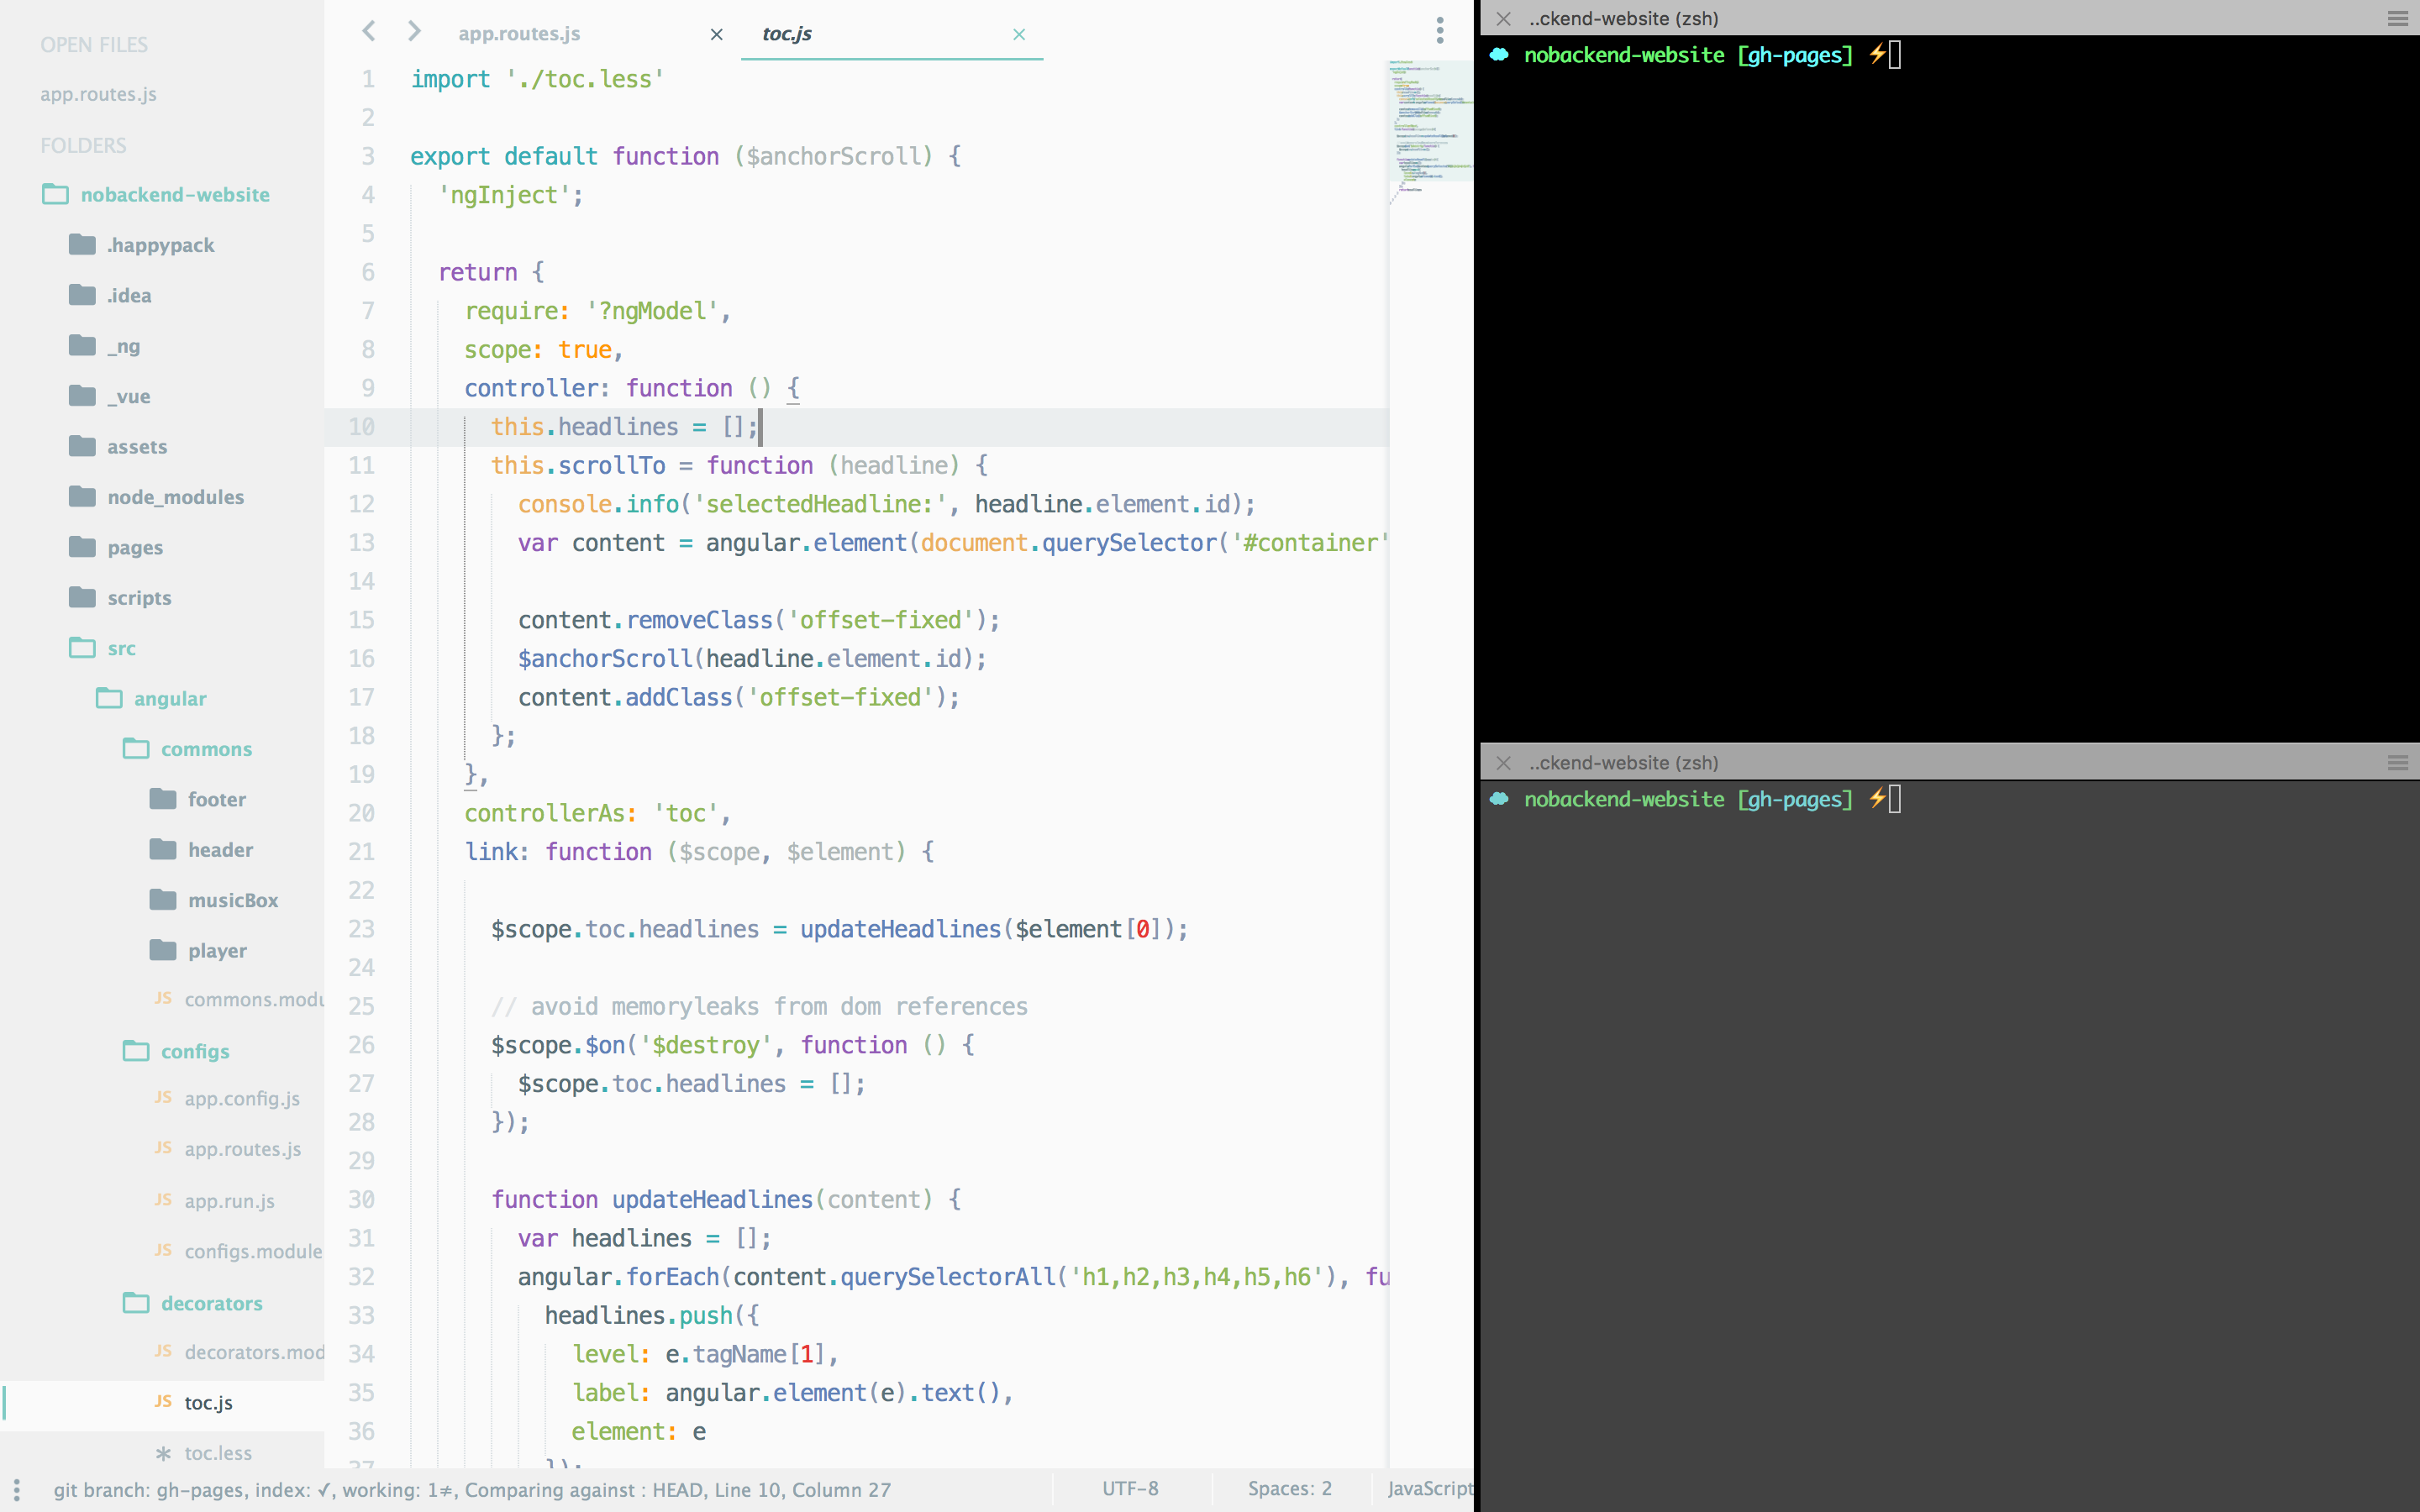 OPEN FILES
app.routes.js
FOLDERS
nobackend-website
.happypack
.idea
_ng
_vue
assets
node_modules
pages
scripts
src
angular
commons
footer
header
musicBox
player
JS commons.modu
configs
JS app.config.js
JS app.routes.js
JS app.run.js
JS configs.module
decorators
JS decorators.mod
JS toc.js
* toc.less
app.routes.js × toc.js ×
1 import './toc.less'
2
3 export default function ($anchorScroll) {
4 'ngInject';
5
6 return {
7 require: '?ngModel',
8 scope: true,
9 controller: function () {
10 this.headlines = [];
11 this.scrollTo = function (headline) {
12 console.info('selectedHeadline:', headline.element.id);
13 var content = angular.element(document.querySelector('#container'
14
15 content.removeClass('offset-fixed');
16 $anchorScroll(headline.element.id);
17 content.addClass('offset-fixed');
18 };
19 },
20 controllerAs: 'toc',
21 link: function ($scope, $element) {
22
23 $scope.toc.headlines = updateHeadlines($element[0]);
24
25 // avoid memoryleaks from dom references
26 $scope.$on('$destroy', function () {
27 $scope.toc.headlines = [];
28 });
29
30 function updateHeadlines(content) {
31 var headlines = [];
32 angular.forEach(content.querySelectorAll('h1,h2,h3,h4,h5,h6'), fu
33 headlines.push({
34 level: e.tagName[1],
35 label: angular.element(e).text(),
36 element: e
37 });
git branch: gh-pages, index: ✓, working: 1≠, Comparing against : HEAD, Line 10, Column 27
UTF-8
Spaces: 2
JavaScript
..ckend-website (zsh)
nobackend-website [gh-pages] ⚡
..ckend-website (zsh)
nobackend-website [gh-pages] ⚡